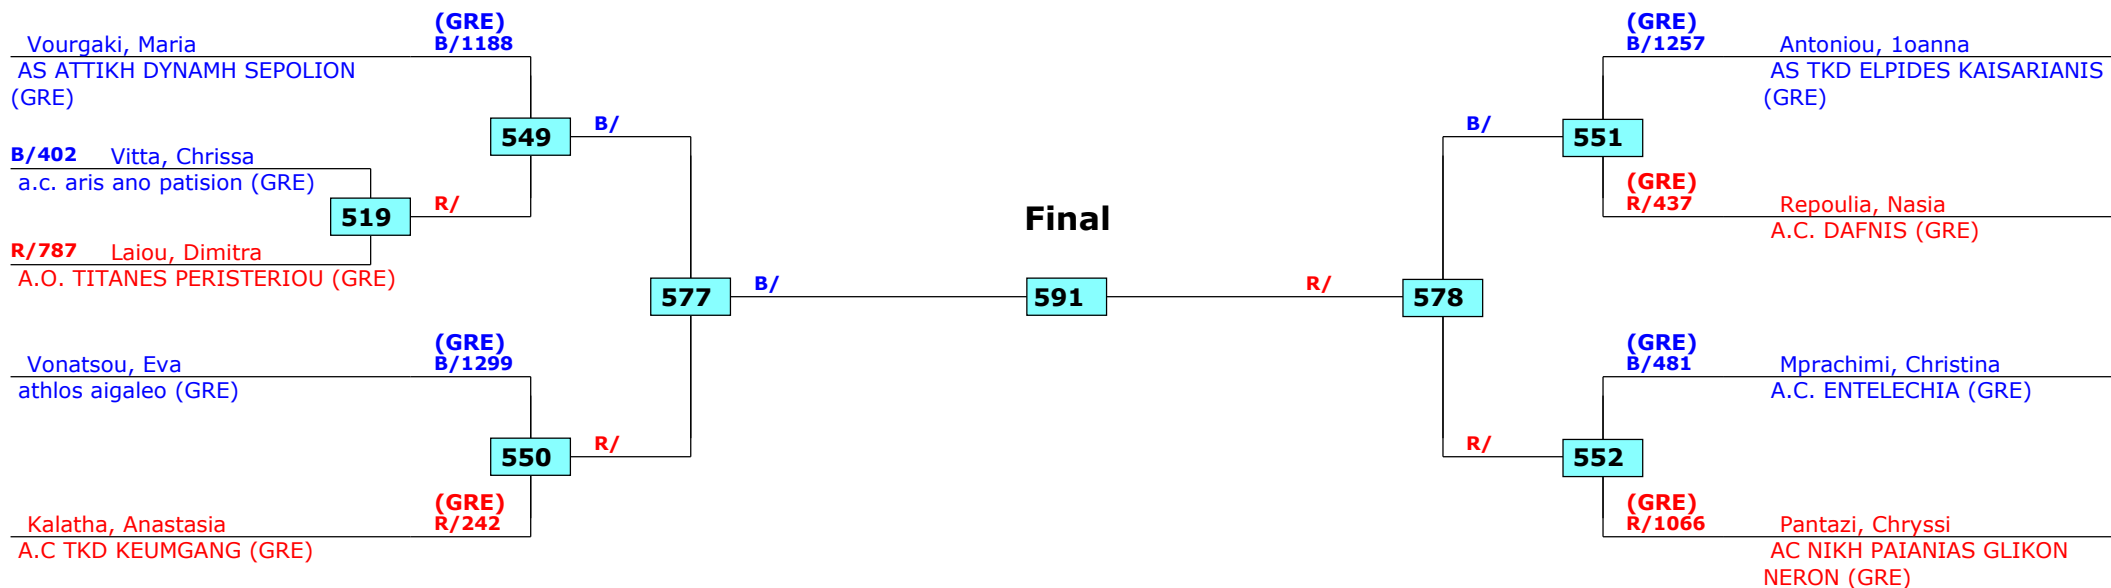 (GRE)
Vourgaki, Maria B/1188
AS ATTIKH DYNAMH SEPOLION
(GRE)
549
B/
B/402 Vitta, Chrissa
a.c. aris ano patision (GRE)
519
R/
R/787 Laiou, Dimitra
A.O. TITANES PERISTERIOU (GRE)
577
B/
(GRE)
Vonatsou, Eva B/1299
athlos aigaleo (GRE)
550
R/
(GRE)
Kalatha, Anastasia R/242
A.C TKD KEUMGANG (GRE)
Final
591
R/
578
(GRE)
B/1257 Antoniou, 1oanna
AS TKD ELPIDES KAISARIANIS
(GRE)
B/
551
(GRE)
R/437 Repoulia, Nasia
A.C. DAFNIS (GRE)
(GRE)
B/481 Mprachimi, Christina
A.C. ENTELECHIA (GRE)
R/
552
(GRE)
R/1066 Pantazi, Chryssi
AC NIKH PAIANIAS GLIKON
NERON (GRE)